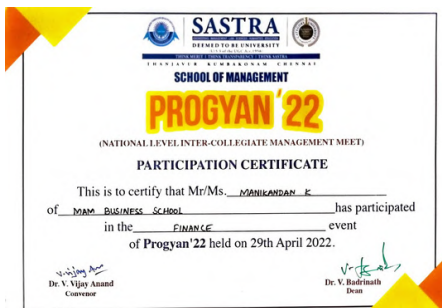 SASTRA
DEEMED TO BE UNIVERSITY
THINK MERIT | THINK TRANSPARENCY | THINK SASTRA
THANJAVUR KUMBAKONAM CHENNAI
SCHOOL OF MANAGEMENT
PROGYAN '22
(NATIONAL LEVEL INTER-COLLEGIATE MANAGEMENT MEET)
PARTICIPATION CERTIFICATE
This is to certify that Mr/Ms. MANIKANDAN K
of MAM BUSINESS SCHOOL has participated
in the FINANCE event
of Progyan'22 held on 29th April 2022.
Dr. V. Vijay Anand
Convenor
Dr. V. Badrinath
Dean